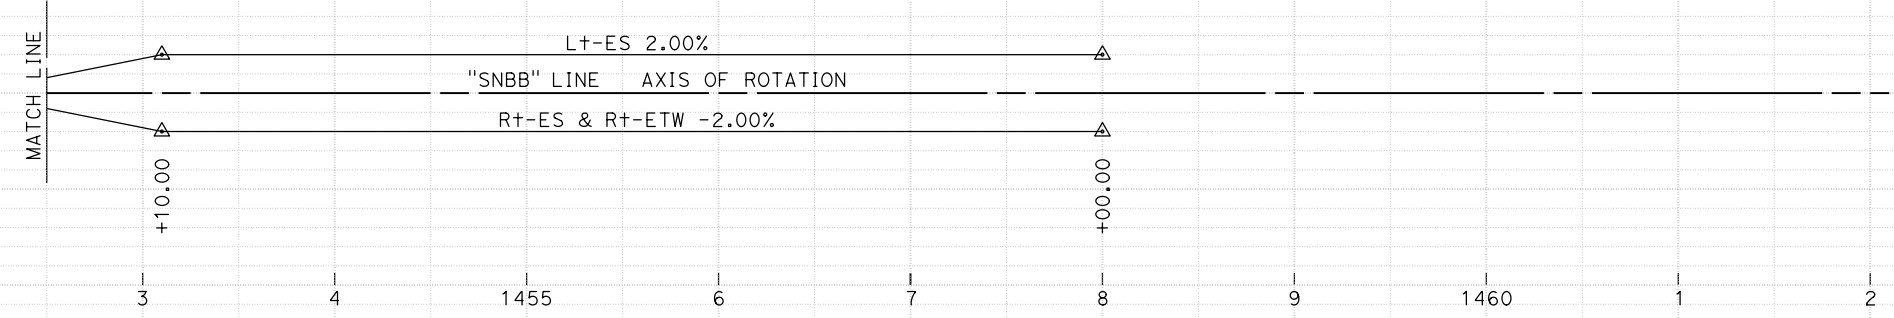 MATCH LINE
Lt-ES 2.00%
"SNBB" LINE AXIS OF ROTATION
Rt-ES & Rt-ETW -2.00%
+10.00
+00.00
3 4 1455 6 7 8 9 1460 1 2